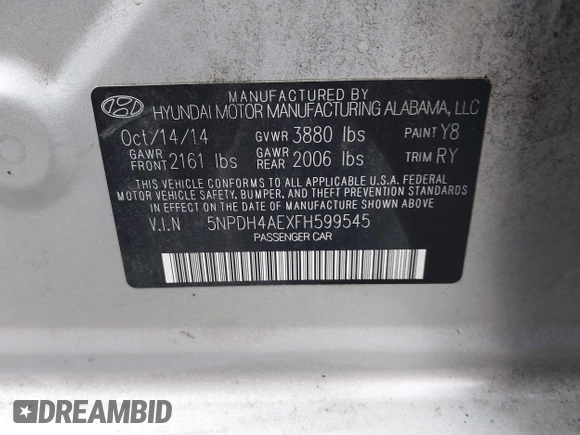 MANUFACTURED BY
HYUNDAI MOTOR MANUFACTURING ALABAMA, LLC
Oct/14/14 GVWR 3880 lbs PAINT Y8
GAWR FRONT 2161 lbs GAWR REAR 2006 lbs TRIM RY
THIS VEHICLE CONFORMS TO ALL APPLICABLE U.S.A. FEDERAL
MOTOR VEHICLE SAFETY, BUMPER, AND THEFT PREVENTION STANDARDS
IN EFFECT ON THE DATE OF MANUFACTURE SHOWN ABOVE.
V.I.N 5NPDH4AEXFH599545
PASSENGER CAR
DREAMBID